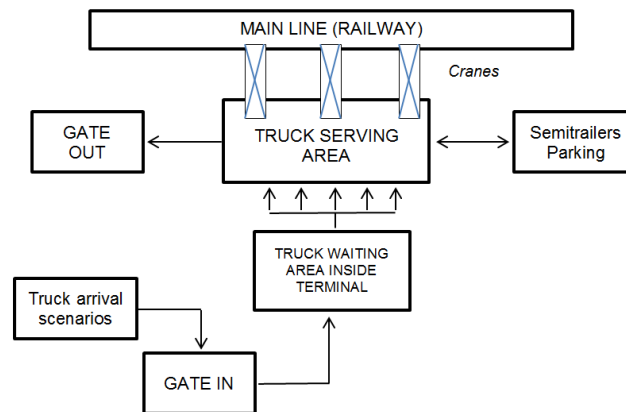 MAIN LINE (RAILWAY)
Cranes
GATE
OUT
TRUCK SERVING
AREA
Semitrailers
Parking
TRUCK WAITING
AREA INSIDE
TERMINAL
Truck arrival
scenarios
GATE IN